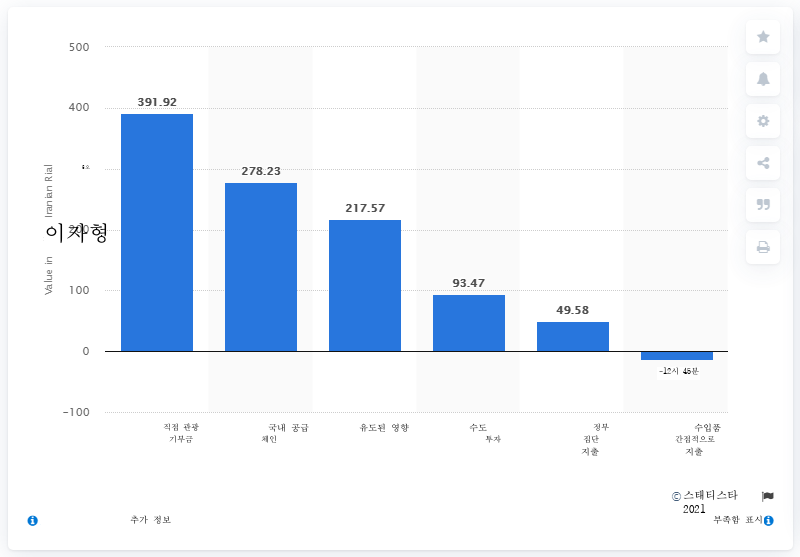 500
400
200
100
0
-100
Value in
Iranian Rial
이자형
391.92
278.23
217.57
93.47
49.58
-12시 45분
직접 관광
기부금
국내 공급
체인
유도된 영향
수도
투자
정부
집단
지출
수입품
간접적으로
지출
© 스태티스타
2021
추가 정보
부족함 표시